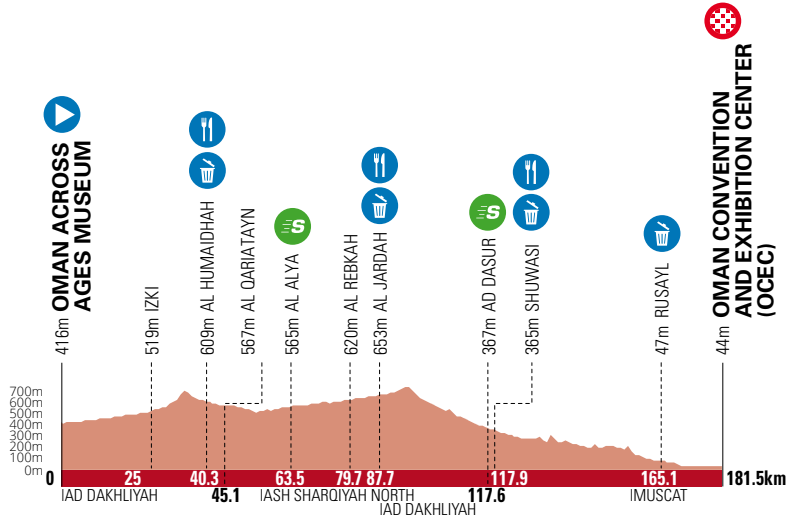 OMAN ACROSS
AGES MUSEUM
416m
519m IZKI
609m AL HUMAIDHAH
567m AL QARIATAYN
S
565m AL ALYA
620m AL REBKAH
653m AL JARDAH
S
367m AD DASUR
365m SHUWASI
47m RUSAYL
OMAN CONVENTION
AND EXHIBITION CENTER
(OCEC)
44m
700m
600m
500m
400m
300m
200m
100m
0m
0 25 40.3 63.5 79.7 87.7 117.9 165.1 181.5km
AD DAKHLIYAH 45.1 ASH SHARQIYAH NORTH 117.6 MUSCAT
AD DAKHLIYAH